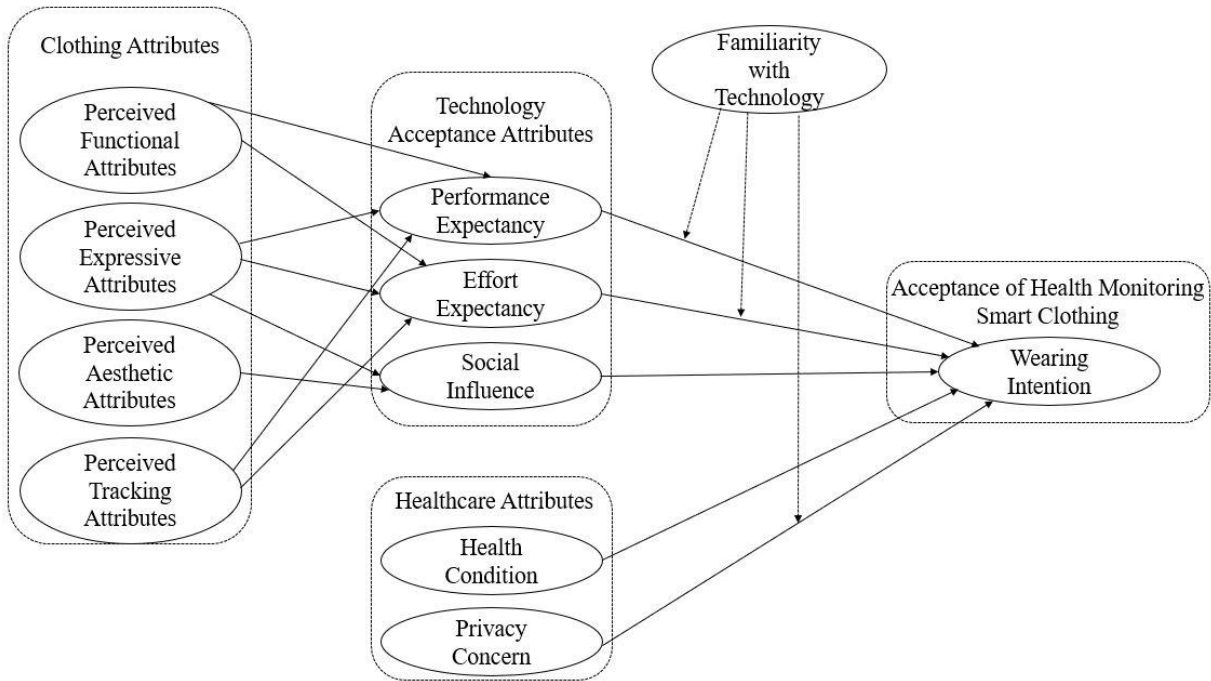 Clothing Attributes
Perceived
Functional
Attributes
Perceived
Expressive
Attributes
Perceived
Aesthetic
Attributes
Perceived
Tracking
Attributes
Technology
Acceptance Attributes
Performance
Expectancy
Effort
Expectancy
Social
Influence
Healthcare Attributes
Health
Condition
Privacy
Concern
Familiarity
with
Technology
Acceptance of Health Monitoring
Smart Clothing
Wearing
Intention